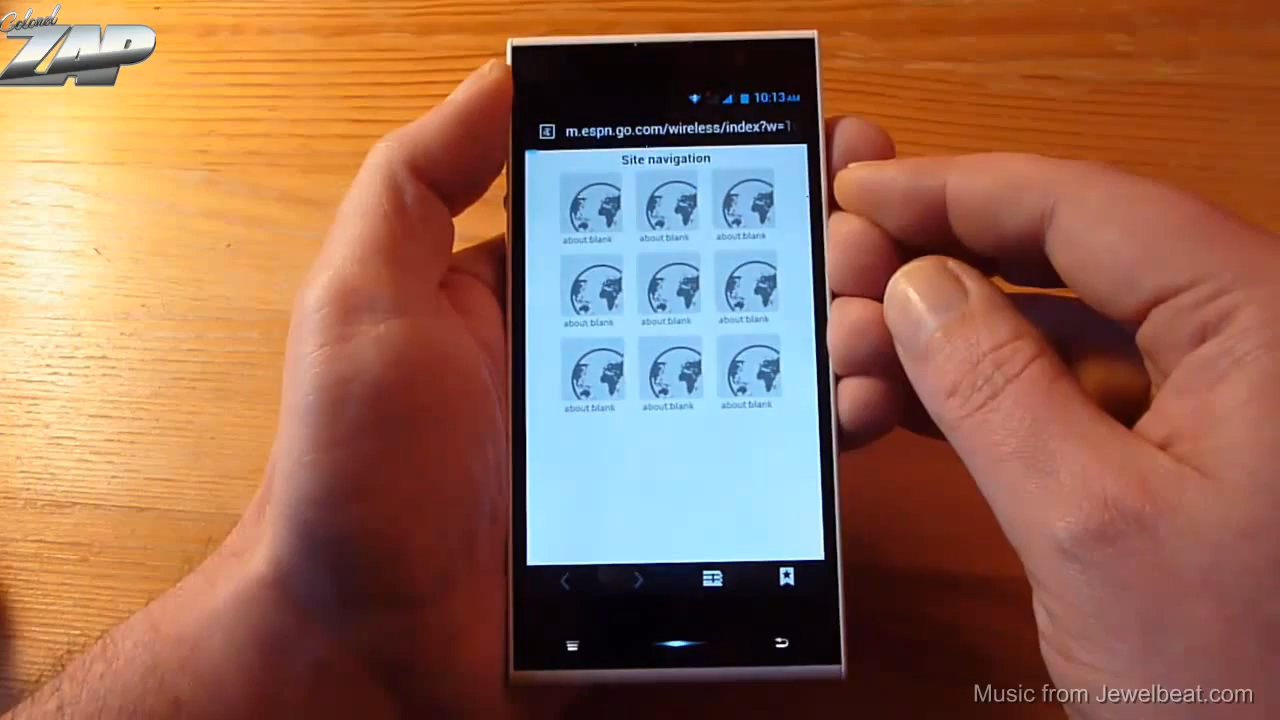 Colonel
ZAP
10:13 AM
m.espn.go.com/wireless/index?w=1
Site navigation
about:blank about:blank about:blank
about:blank about:blank about:blank
about:blank about:blank about:blank
Music from Jewelbeat.com